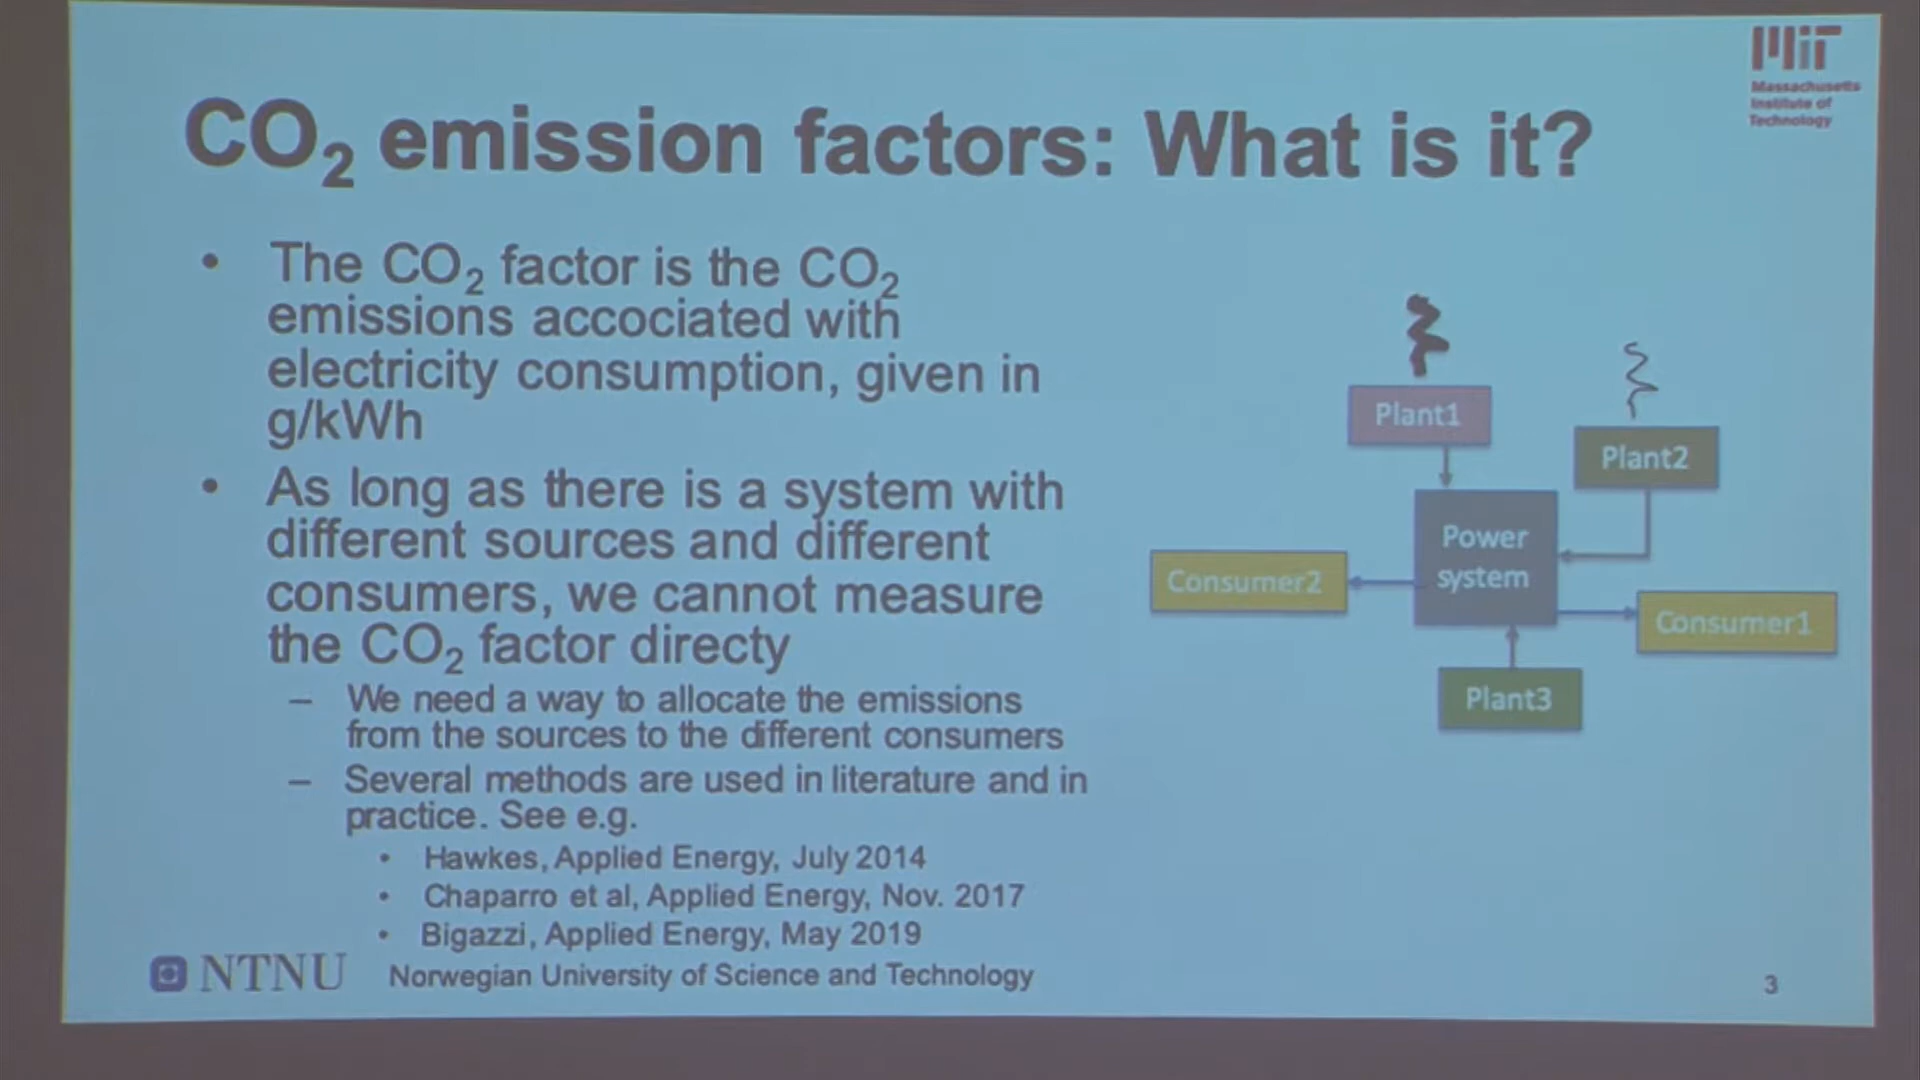 MiT
Massachusetts
Institute of
Technology
CO₂ emission factors: What is it?
• The CO₂ factor is the CO₂
emissions accociated with
electricity consumption, given in
g/kWh
• As long as there is a system with
different sources and different
consumers, we cannot measure
the CO₂ factor directy
– We need a way to allocate the emissions
from the sources to the different consumers
– Several methods are used in literature and in
practice. See e.g.
• Hawkes, Applied Energy, July 2014
• Chaparro et al, Applied Energy, Nov. 2017
• Bigazzi, Applied Energy, May 2019
Plant1
Plant2
Power
system
Consumer2
Consumer1
Plant3
NTNU Norwegian University of Science and Technology
3